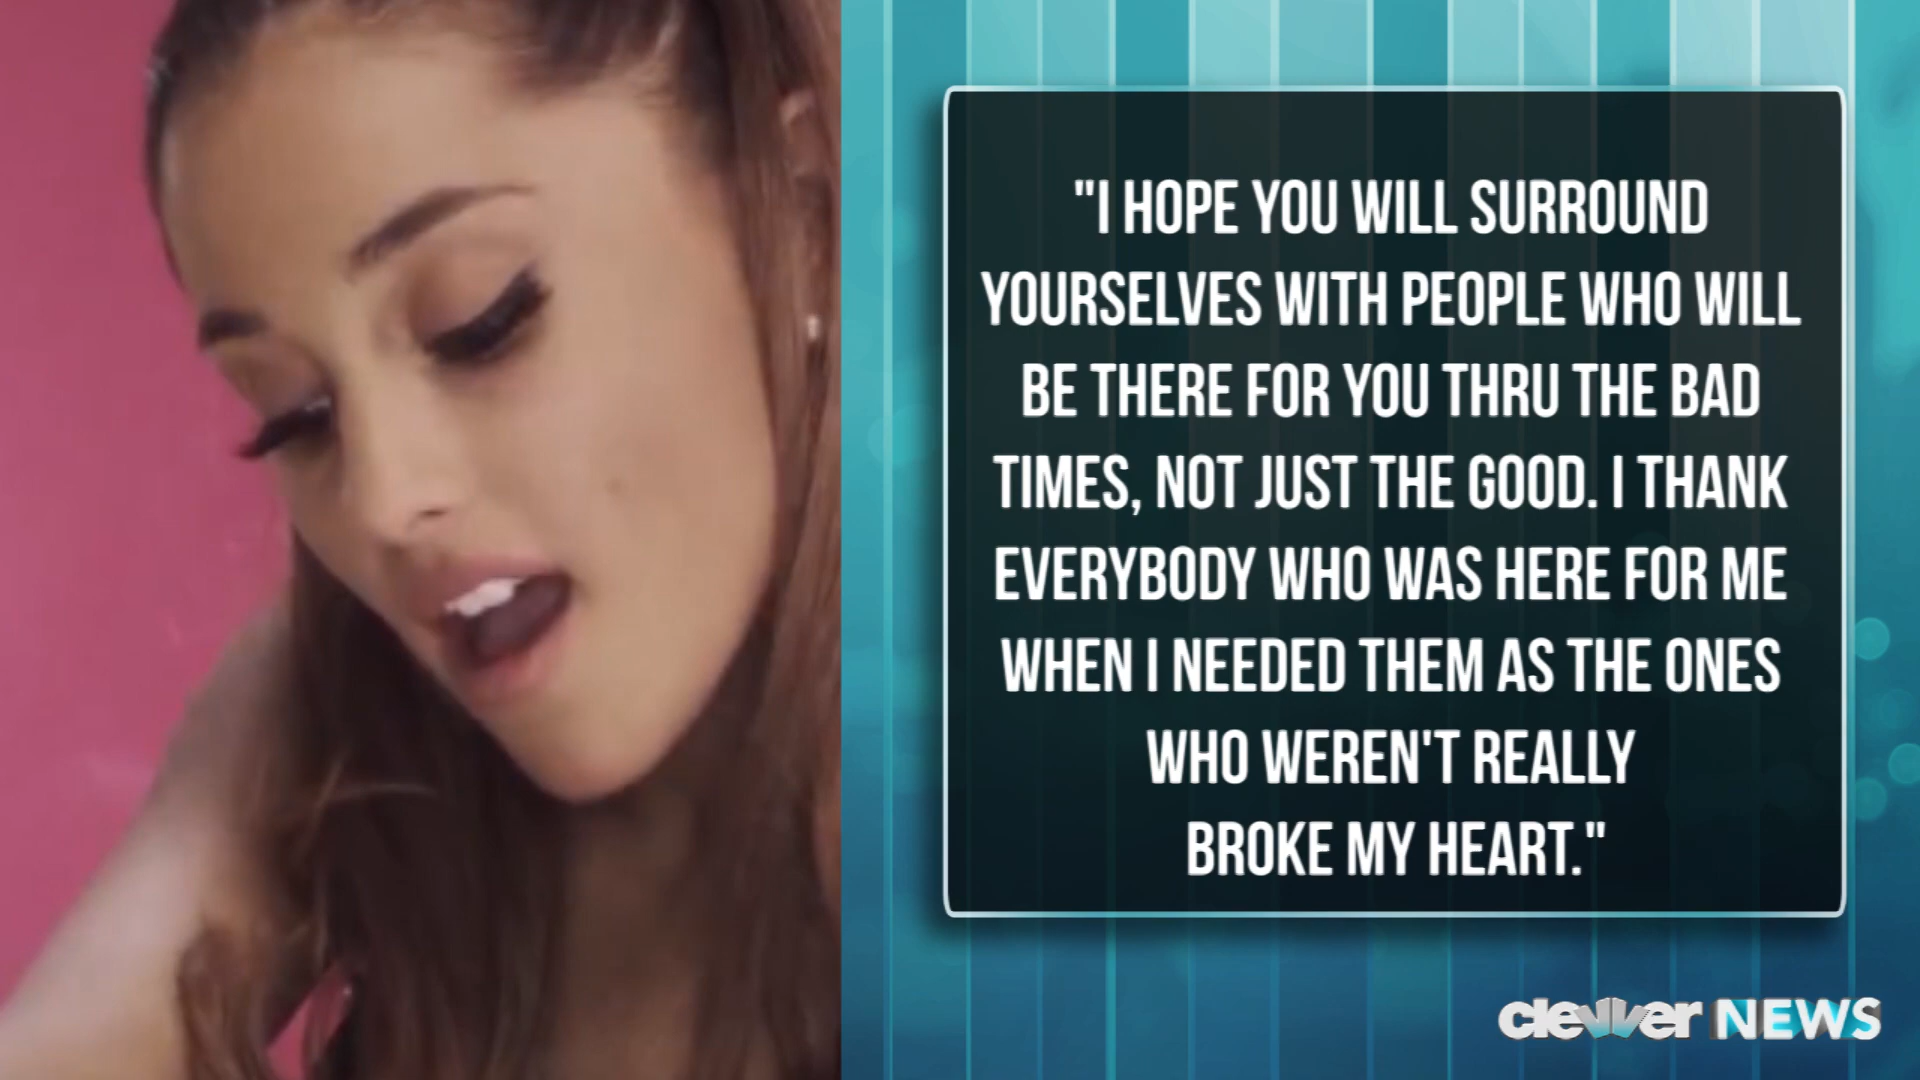 "I HOPE YOU WILL SURROUND
YOURSELVES WITH PEOPLE WHO WILL
BE THERE FOR YOU THRU THE BAD
TIMES, NOT JUST THE GOOD. I THANK
EVERYBODY WHO WAS HERE FOR ME
WHEN I NEEDED THEM AS THE ONES
WHO WEREN'T REALLY
BROKE MY HEART."
clevver NEWS